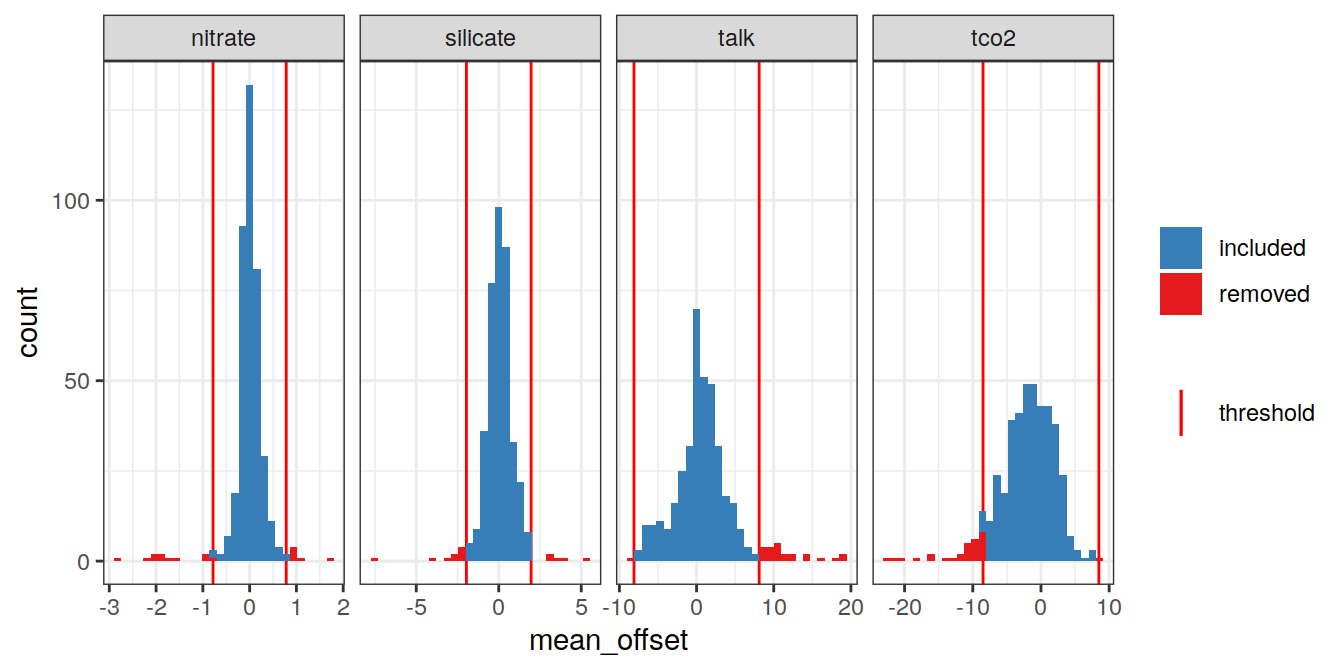 nitrate silicate talk tco2
100
50
0
count
-3 -2 -1 0 1 2 -5 0 5 -10 0 10 20 -20 -10 0 10
mean_offset
included
removed
threshold